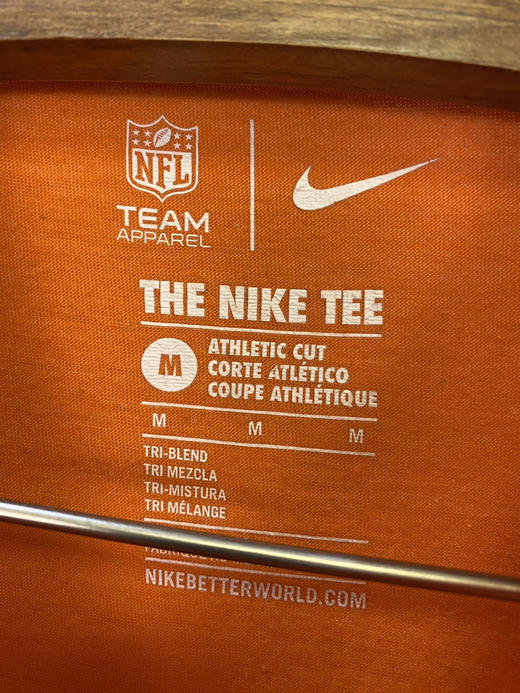 NFL
TEAM
APPAREL
THE NIKE TEE
M
ATHLETIC CUT
CORTE ATLÉTICO
COUPE ATHLÉTIQUE
M M M
TRI-BLEND
TRI MEZCLA
TRI-MISTURA
TRI MÉLANGE
NIKEBETTERWORLD.COM